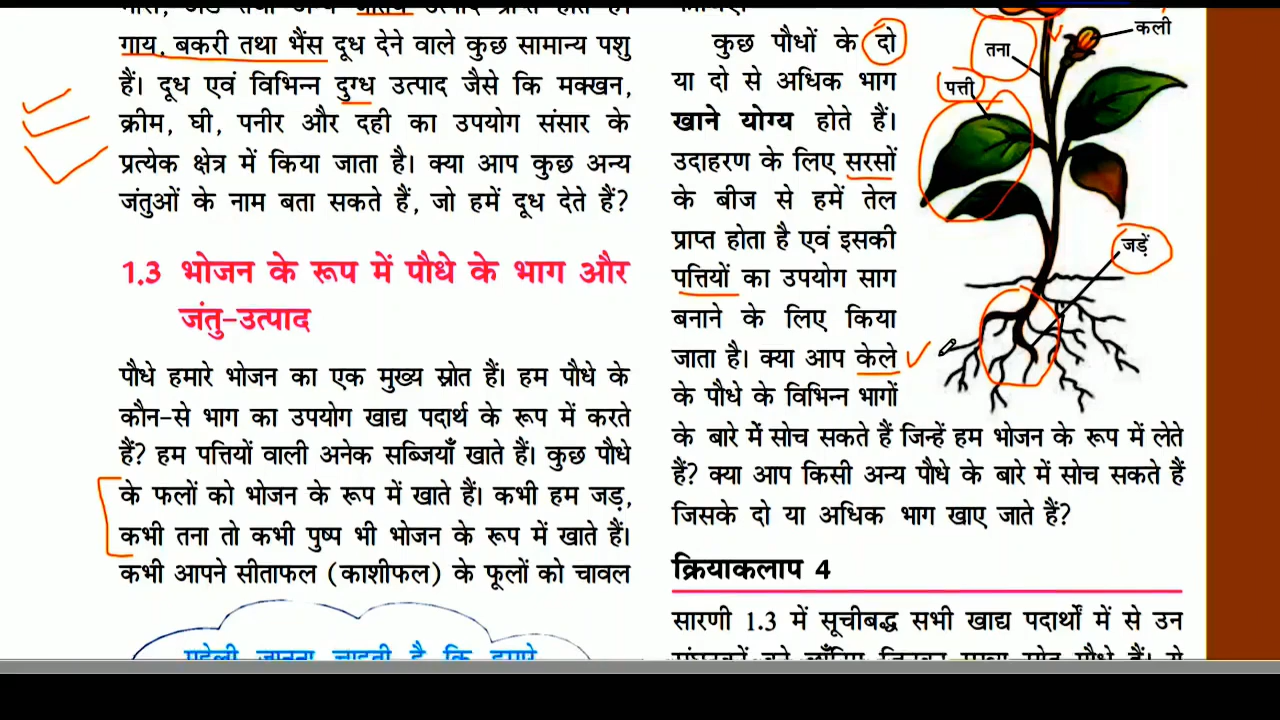 गाय, बकरी तथा भैंस दूध देने वाले कुछ सामान्य पशु
हैं। दूध एवं विभिन्न दुग्ध उत्पाद जैसे कि मक्खन,
क्रीम, घी, पनीर और दही का उपयोग संसार के
प्रत्येक क्षेत्र में किया जाता है। क्या आप कुछ अन्य
जंतुओं के नाम बता सकते हैं, जो हमें दूध देते हैं?
1.3 भोजन के रूप में पौधे के भाग और
जंतु-उत्पाद
पौधे हमारे भोजन का एक मुख्य स्रोत हैं। हम पौधे के
कौन-से भाग का उपयोग खाद्य पदार्थ के रूप में करते
हैं? हम पत्तियों वाली अनेक सब्जियाँ खाते हैं। कुछ पौधे
के फलों को भोजन के रूप में खाते हैं। कभी हम जड़,
कभी तना तो कभी पुष्प भी भोजन के रूप में खाते हैं।
कभी आपने सीताफल (काशीफल) के फूलों को चावल
पहेली जानना चाहती है कि हमारे
कुछ पौधों के दो
या दो से अधिक भाग
खाने योग्य होते हैं।
उदाहरण के लिए सरसों
के बीज से हमें तेल
प्राप्त होता है एवं इसकी
पत्तियों का उपयोग साग
बनाने के लिए किया
जाता है। क्या आप केले
के पौधे के विभिन्न भागों
के बारे में सोच सकते हैं जिन्हें हम भोजन के रूप में लेते
हैं? क्या आप किसी अन्य पौधे के बारे में सोच सकते हैं
जिसके दो या अधिक भाग खाए जाते हैं?
क्रियाकलाप 4
सारणी 1.3 में सूचीबद्ध सभी खाद्य पदार्थों में से उन
कली
तना
पत्ती
जड़ें